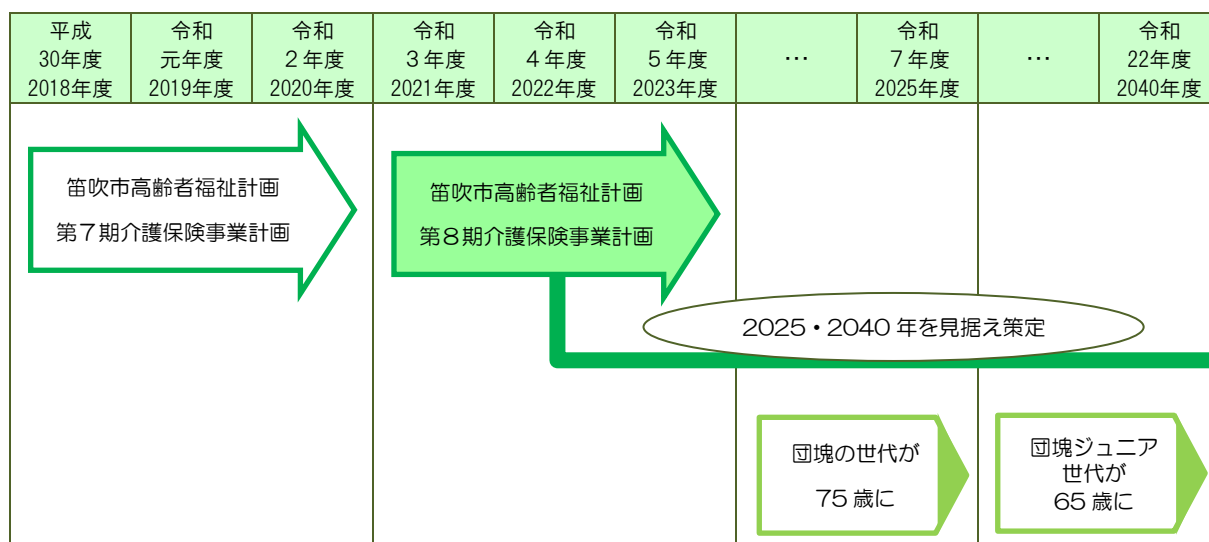 平成
30年度
2018年度
令和
元年度
2019年度
令和
2年度
2020年度
令和
3年度
2021年度
令和
4年度
2022年度
令和
5年度
2023年度
…
令和
7年度
2025年度
…
令和
22年度
2040年度
笛吹市高齢者福祉計画
第7期介護保険事業計画
笛吹市高齢者福祉計画
第8期介護保険事業計画
2025・2040 年を見据え策定
団塊の世代が
75 歳に
団塊ジュニア
世代が
65 歳に